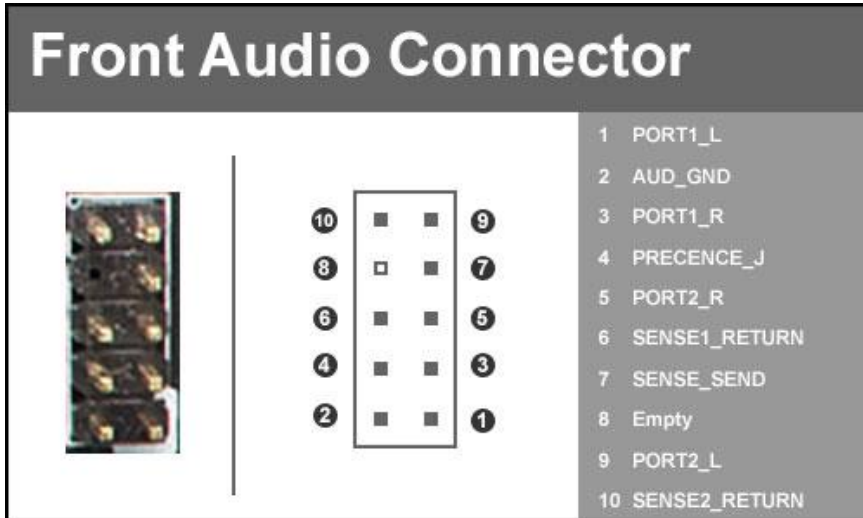 Front Audio Connector
10 9
8 7
6 5
4 3
2 1
1 PORT1_L
2 AUD_GND
3 PORT1_R
4 PRECENCE_J
5 PORT2_R
6 SENSE1_RETURN
7 SENSE_SEND
8 Empty
9 PORT2_L
10 SENSE2_RETURN